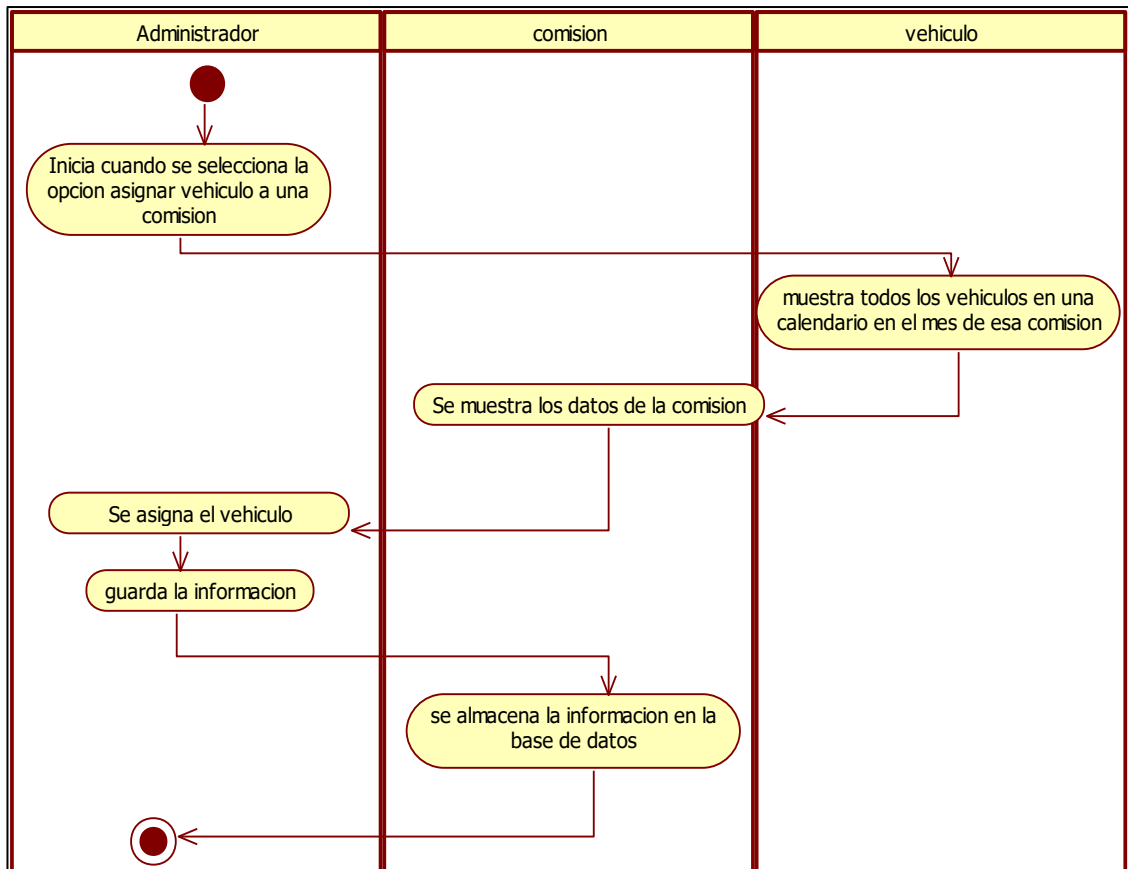 Administrador
comision
vehiculo
Inicia cuando se selecciona la
opcion asignar vehiculo a una
comision
muestra todos los vehiculos en una
calendario en el mes de esa comision
Se muestra los datos de la comision
Se asigna el vehiculo
guarda la informacion
se almacena la informacion en la
base de datos